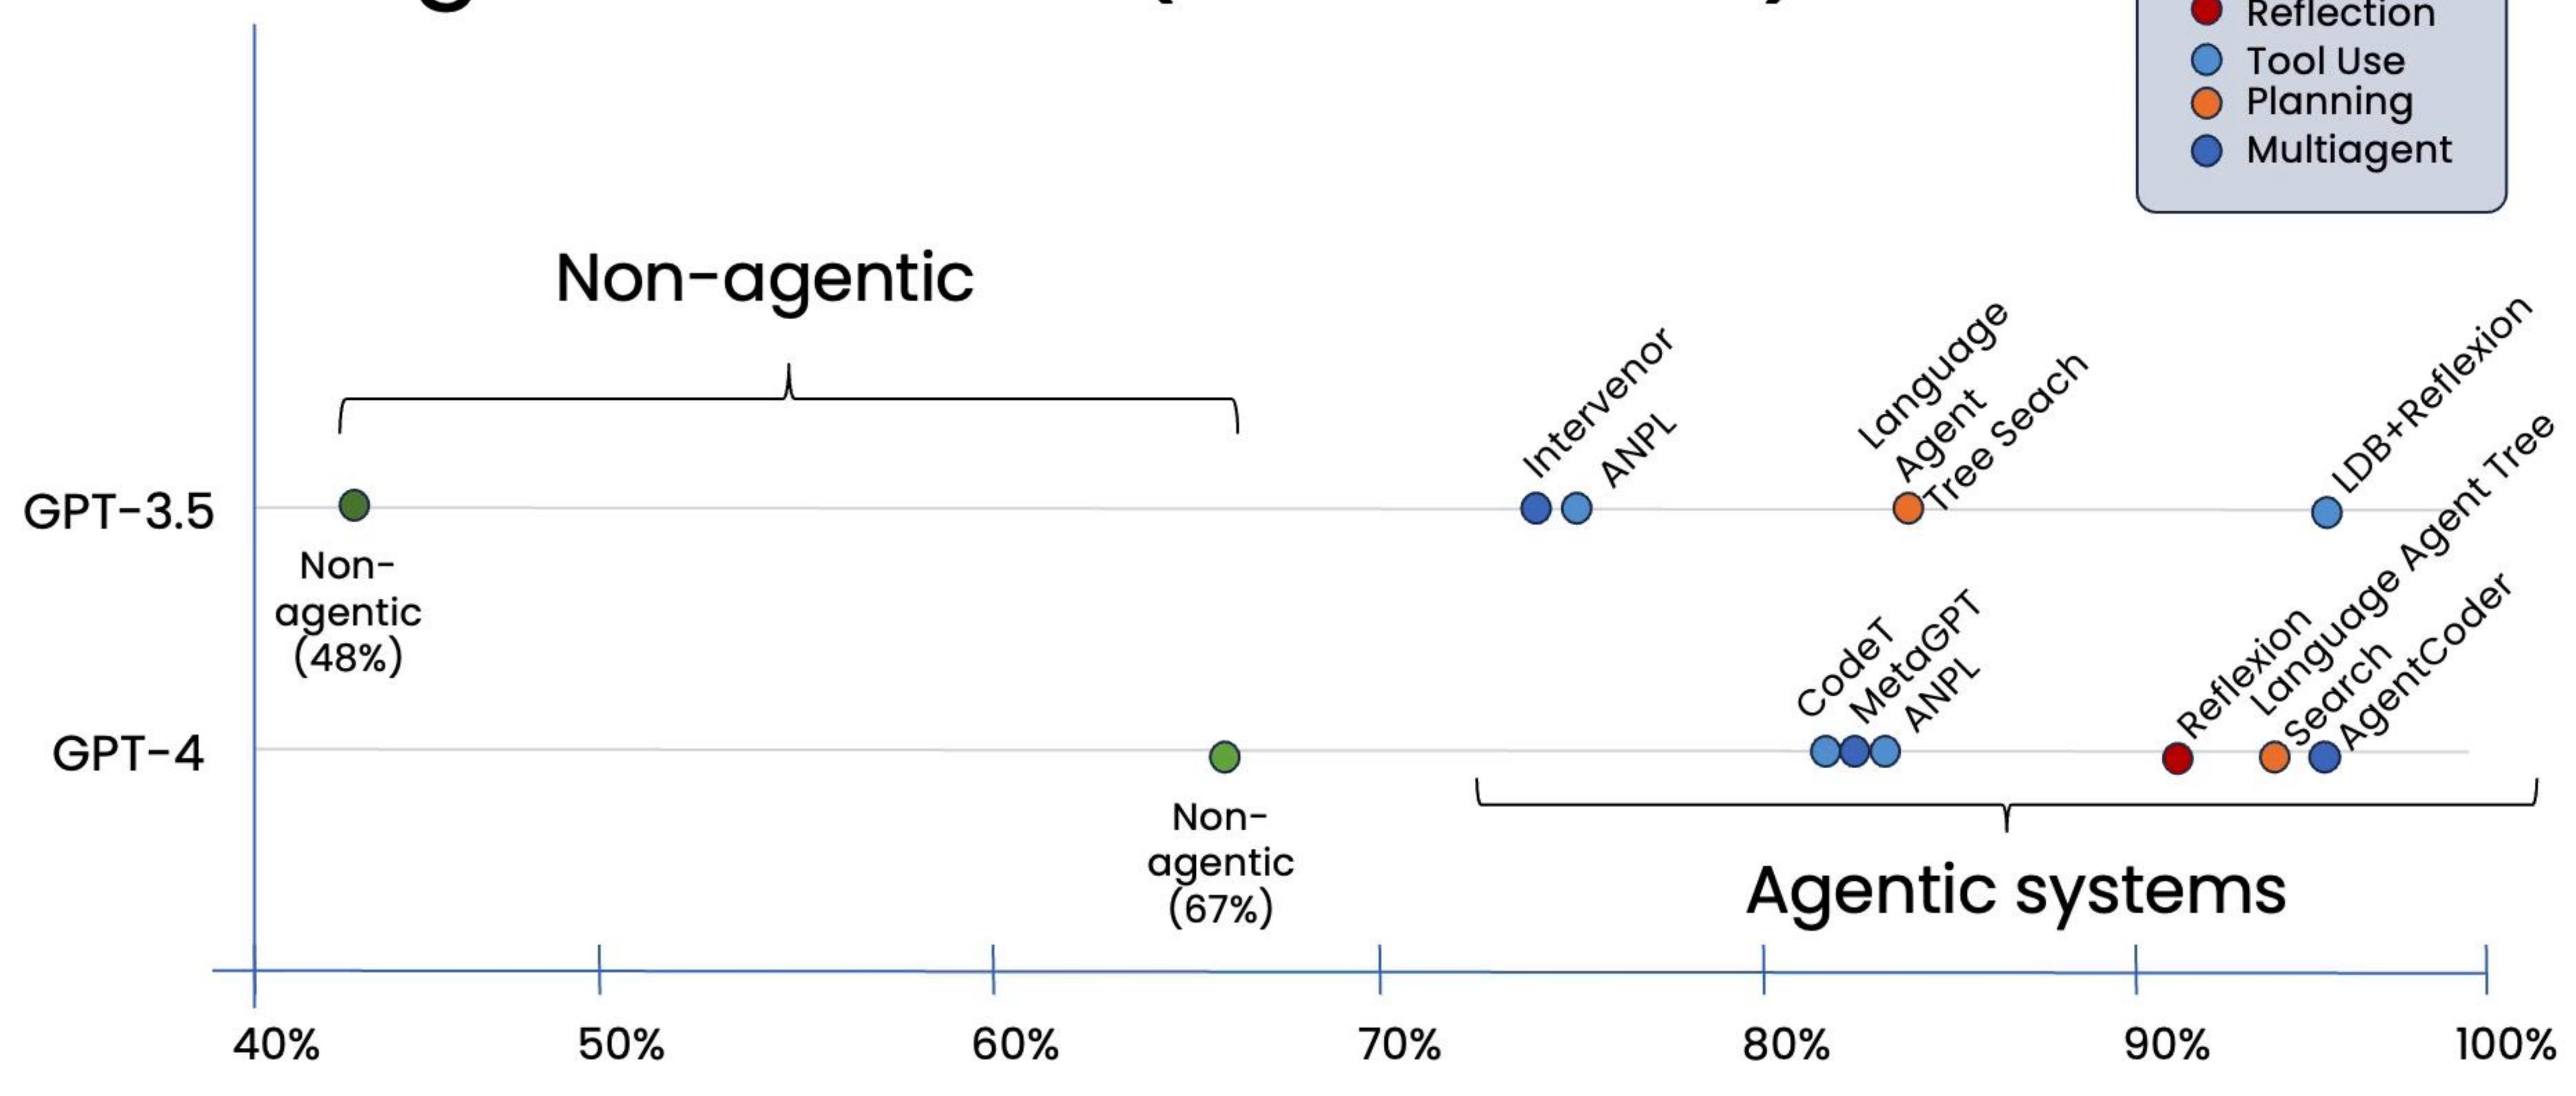 Reflection
Tool Use
Planning
Multiagent
Non-agentic
Intervenor
ANPL
Language
Agent
Tree Seach
LDB+Reflexion
GPT-3.5
Non-
agentic
(48%)
CodeT
MetaGPT
ANPL
Reflexion
Language Agent Tree
Search
AgentCoder
GPT-4
Non-
agentic
(67%)
Agentic systems
40%
50%
60%
70%
80%
90%
100%